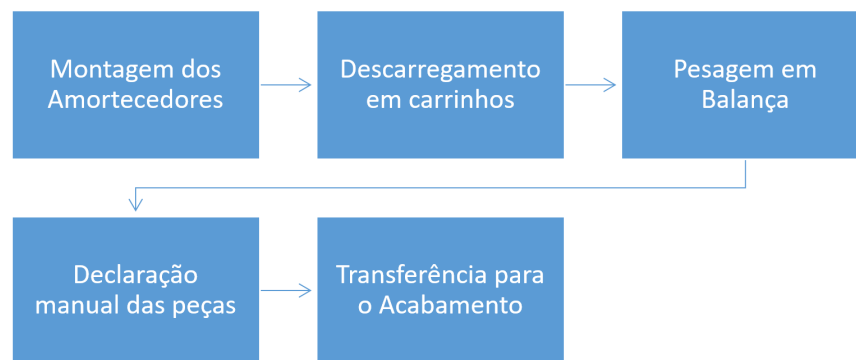 Montagem dos
Amortecedores
Descarregamento
em carrinhos
Pesagem em
Balança
Declaração
manual das peças
Transferência para
o Acabamento